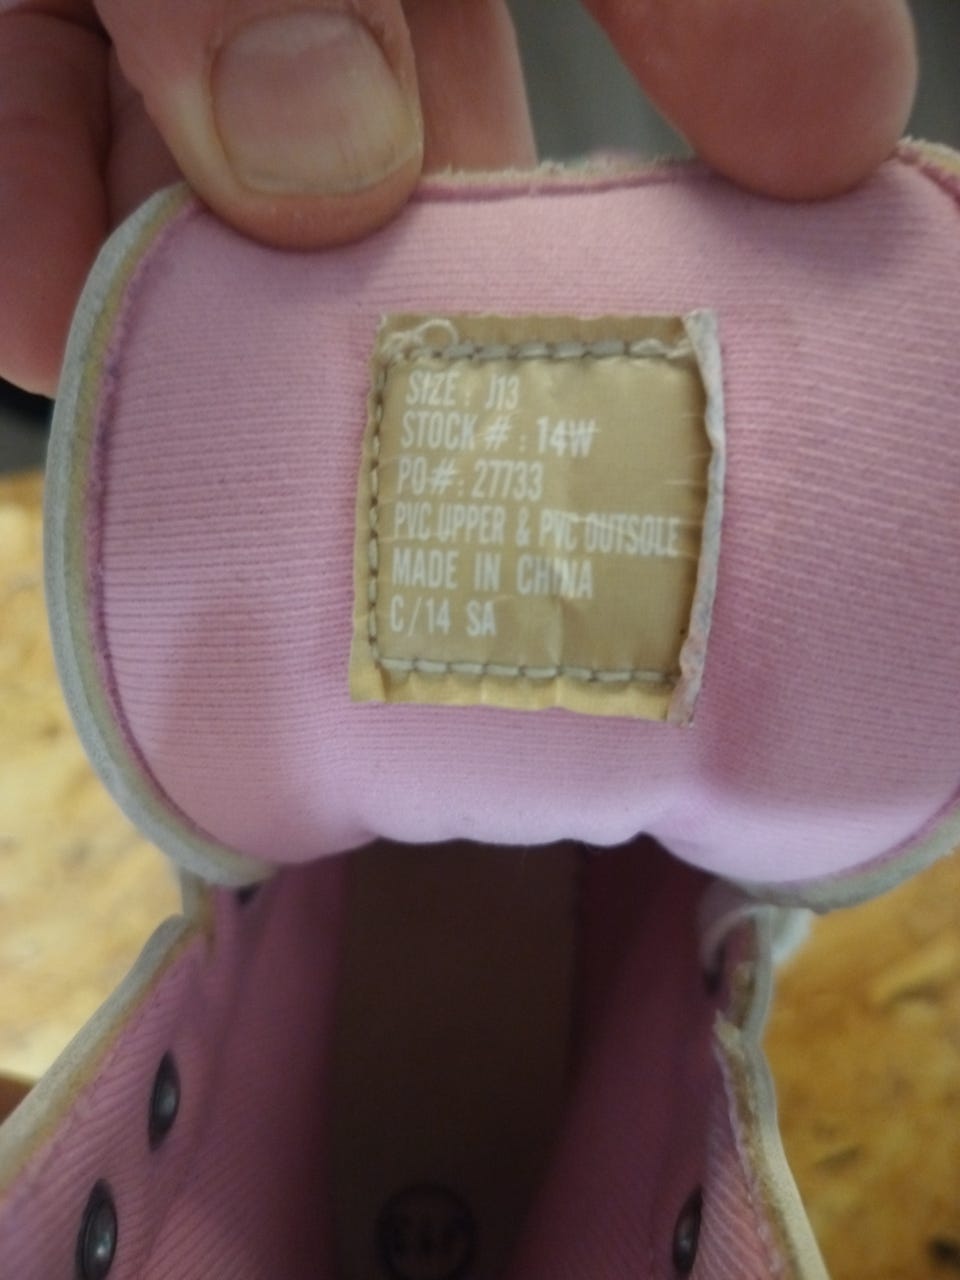 SIZE : J13
STOCK # : 14W
PO#: 27733
PVC UPPER & PVC OUTSOLE
MADE IN CHINA
C/14 SA